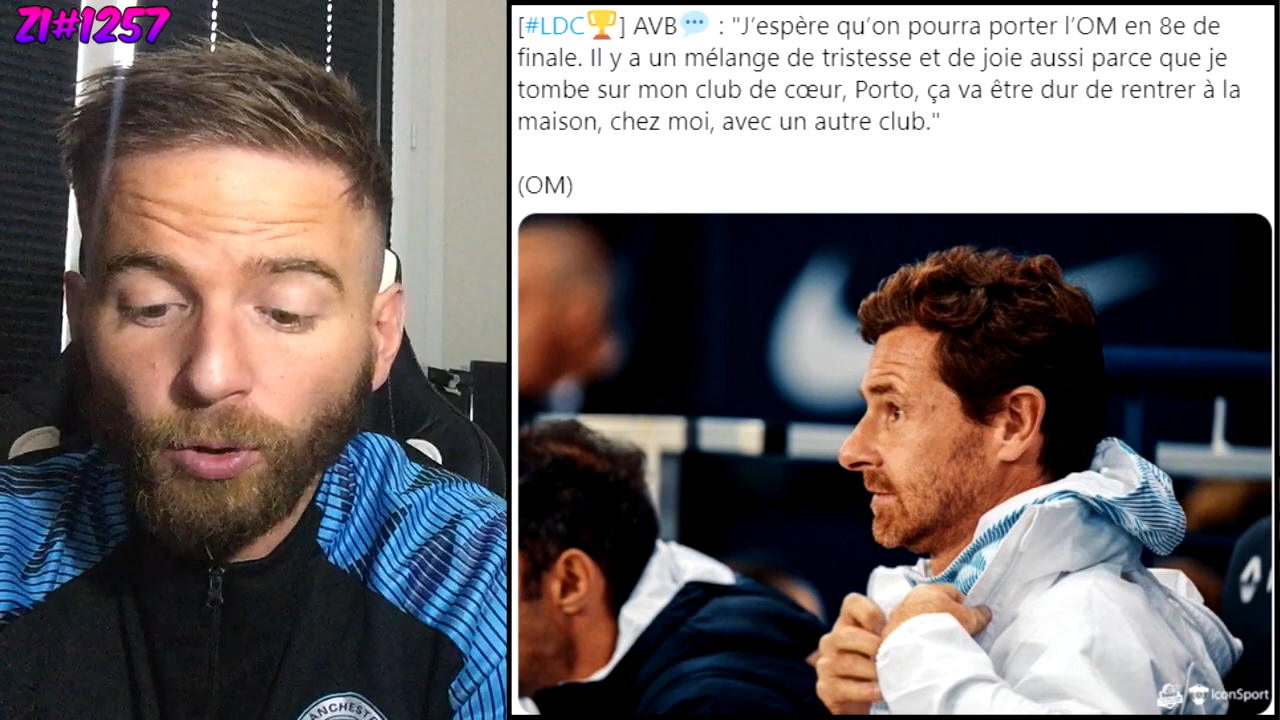 ZI#1257
[#LDC🏆] AVB💬 : "J'espère qu'on pourra porter l'OM en 8e de
finale. Il y a un mélange de tristesse et de joie aussi parce que je
tombe sur mon club de cœur, Porto, ça va être dur de rentrer à la
maison, chez moi, avec un autre club."
(OM)
IconSport